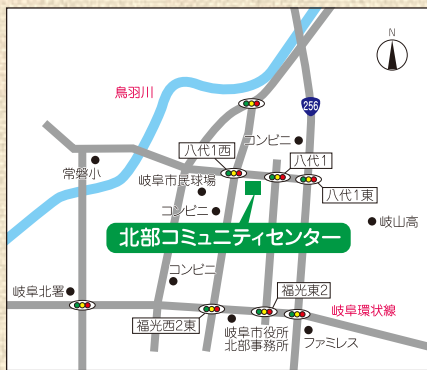 N
鳥羽川
256
コンビニ
八代1西
八代1
常磐小
岐阜市民球場
八代1東
コンビニ
岐山高
北部コミュニティセンター
コンビニ
岐阜北署
福光東2
岐阜環状線
福光西2東
岐阜市役所
北部事務所
ファミレス